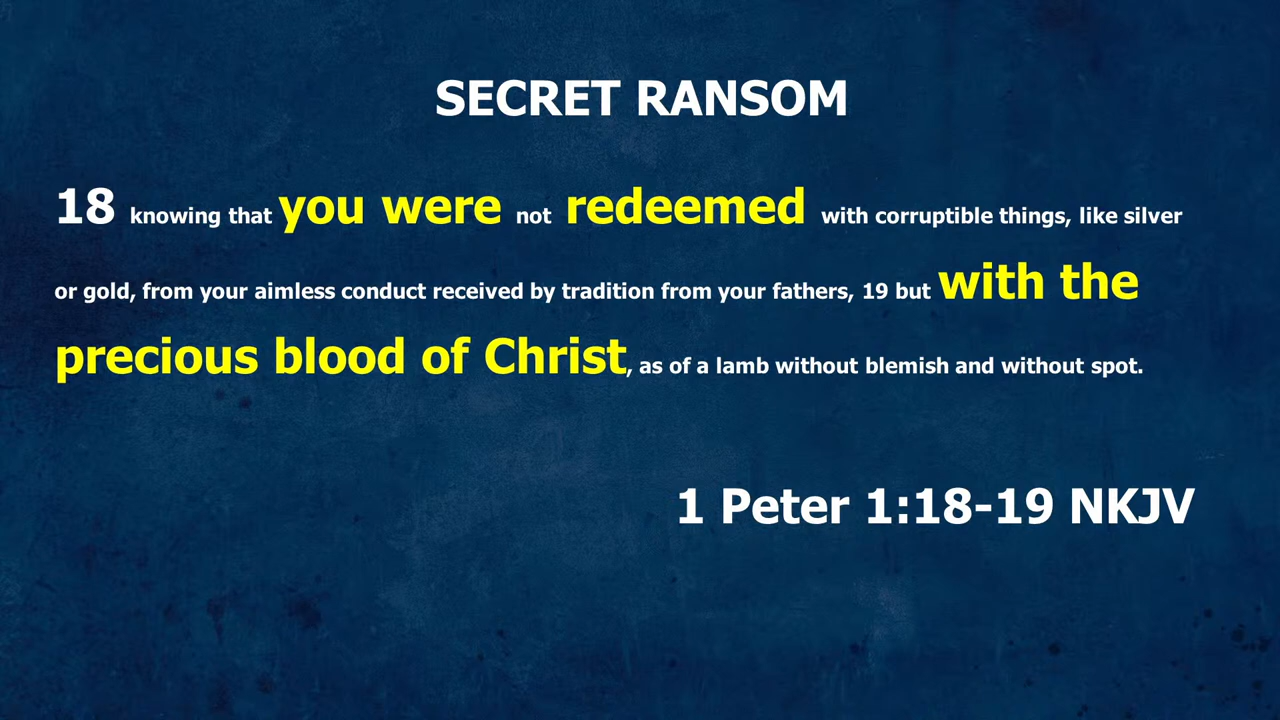 SECRET RANSOM
18 knowing that you were not redeemed with corruptible things, like silver
or gold, from your aimless conduct received by tradition from your fathers, 19 but with the
precious blood of Christ, as of a lamb without blemish and without spot.
1 Peter 1:18-19 NKJV